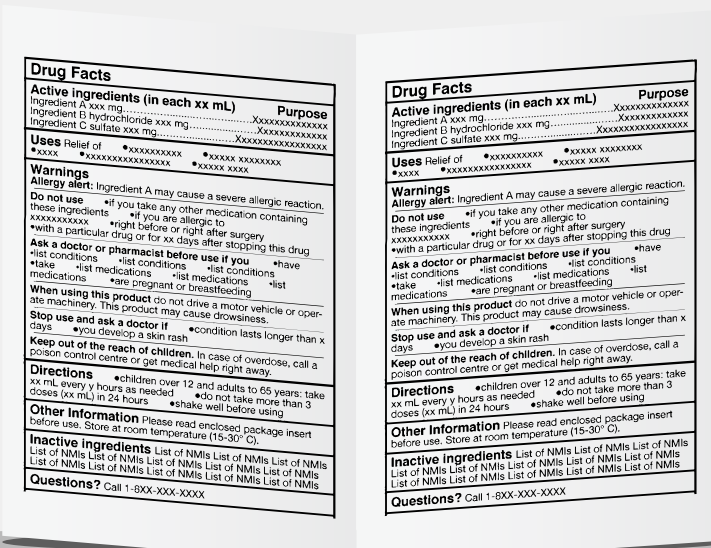 Drug Facts
Active ingredients (in each xx mL) Purpose
Ingredient A xxx mg..............................Xxxxxxxxxxxxx
Ingredient B hydrochloride xxx mg..................Xxxxxxxxxxxx
Ingredient C sulfate xxx mg.........................Xxxxxxxxxxxxx
Uses Relief of •xxxxxxxxxx •xxxxx xxxxxxxx
•xxxx •xxxxxxxxxxxxxxxx •xxxxx xxxx
Warnings
Allergy alert: Ingredient A may cause a severe allergic reaction.
Do not use •if you take any other medication containing
these ingredients •if you are allergic to
xxxxxxxxxxx •right before or right after surgery
•with a particular drug or for xx days after stopping this drug
Ask a doctor or pharmacist before use if you •have
•list conditions •list conditions •list conditions
•take •list medications •list medications •list
medications •are pregnant or breastfeeding
When using this product do not drive a motor vehicle or oper-
ate machinery. This product may cause drowsiness.
Stop use and ask a doctor if •condition lasts longer than x
days •you develop a skin rash
Keep out of the reach of children. In case of overdose, call a
poison control centre or get medical help right away.
Directions •children over 12 and adults to 65 years: take
xx mL every y hours as needed •do not take more than 3
doses (xx mL) in 24 hours •shake well before using
Other Information Please read enclosed package insert
before use. Store at room temperature (15-30° C).
Inactive ingredients List of NMIs List of NMIs List of NMIs
List of NMIs List of NMIs List of NMIs List of NMIs List of NMIs
List of NMIs List of NMIs List of NMIs List of NMIs List of NMIs
Questions? Call 1-8XX-XXX-XXXX
Drug Facts
Active ingredients (in each xx mL) Purpose
Ingredient A xxx mg..............................Xxxxxxxxxxxxx
Ingredient B hydrochloride xxx mg..................Xxxxxxxxxxxx
Ingredient C sulfate xxx mg.........................Xxxxxxxxxxxxx
Uses Relief of •xxxxxxxxxx •xxxxx xxxxxxxx
•xxxx •xxxxxxxxxxxxxxxx •xxxxx xxxx
Warnings
Allergy alert: Ingredient A may cause a severe allergic reaction.
Do not use •if you take any other medication containing
these ingredients •if you are allergic to
xxxxxxxxxxx •right before or right after surgery
•with a particular drug or for xx days after stopping this drug
Ask a doctor or pharmacist before use if you •have
•list conditions •list conditions •list conditions
•take •list medications •list medications •list
medications •are pregnant or breastfeeding
When using this product do not drive a motor vehicle or oper-
ate machinery. This product may cause drowsiness.
Stop use and ask a doctor if •condition lasts longer than x
days •you develop a skin rash
Keep out of the reach of children. In case of overdose, call a
poison control centre or get medical help right away.
Directions •children over 12 and adults to 65 years: take
xx mL every y hours as needed •do not take more than 3
doses (xx mL) in 24 hours •shake well before using
Other Information Please read enclosed package insert
before use. Store at room temperature (15-30° C).
Inactive ingredients List of NMIs List of NMIs List of NMIs
List of NMIs List of NMIs List of NMIs List of NMIs List of NMIs
List of NMIs List of NMIs List of NMIs List of NMIs List of NMIs
Questions? Call 1-8XX-XXX-XXXX